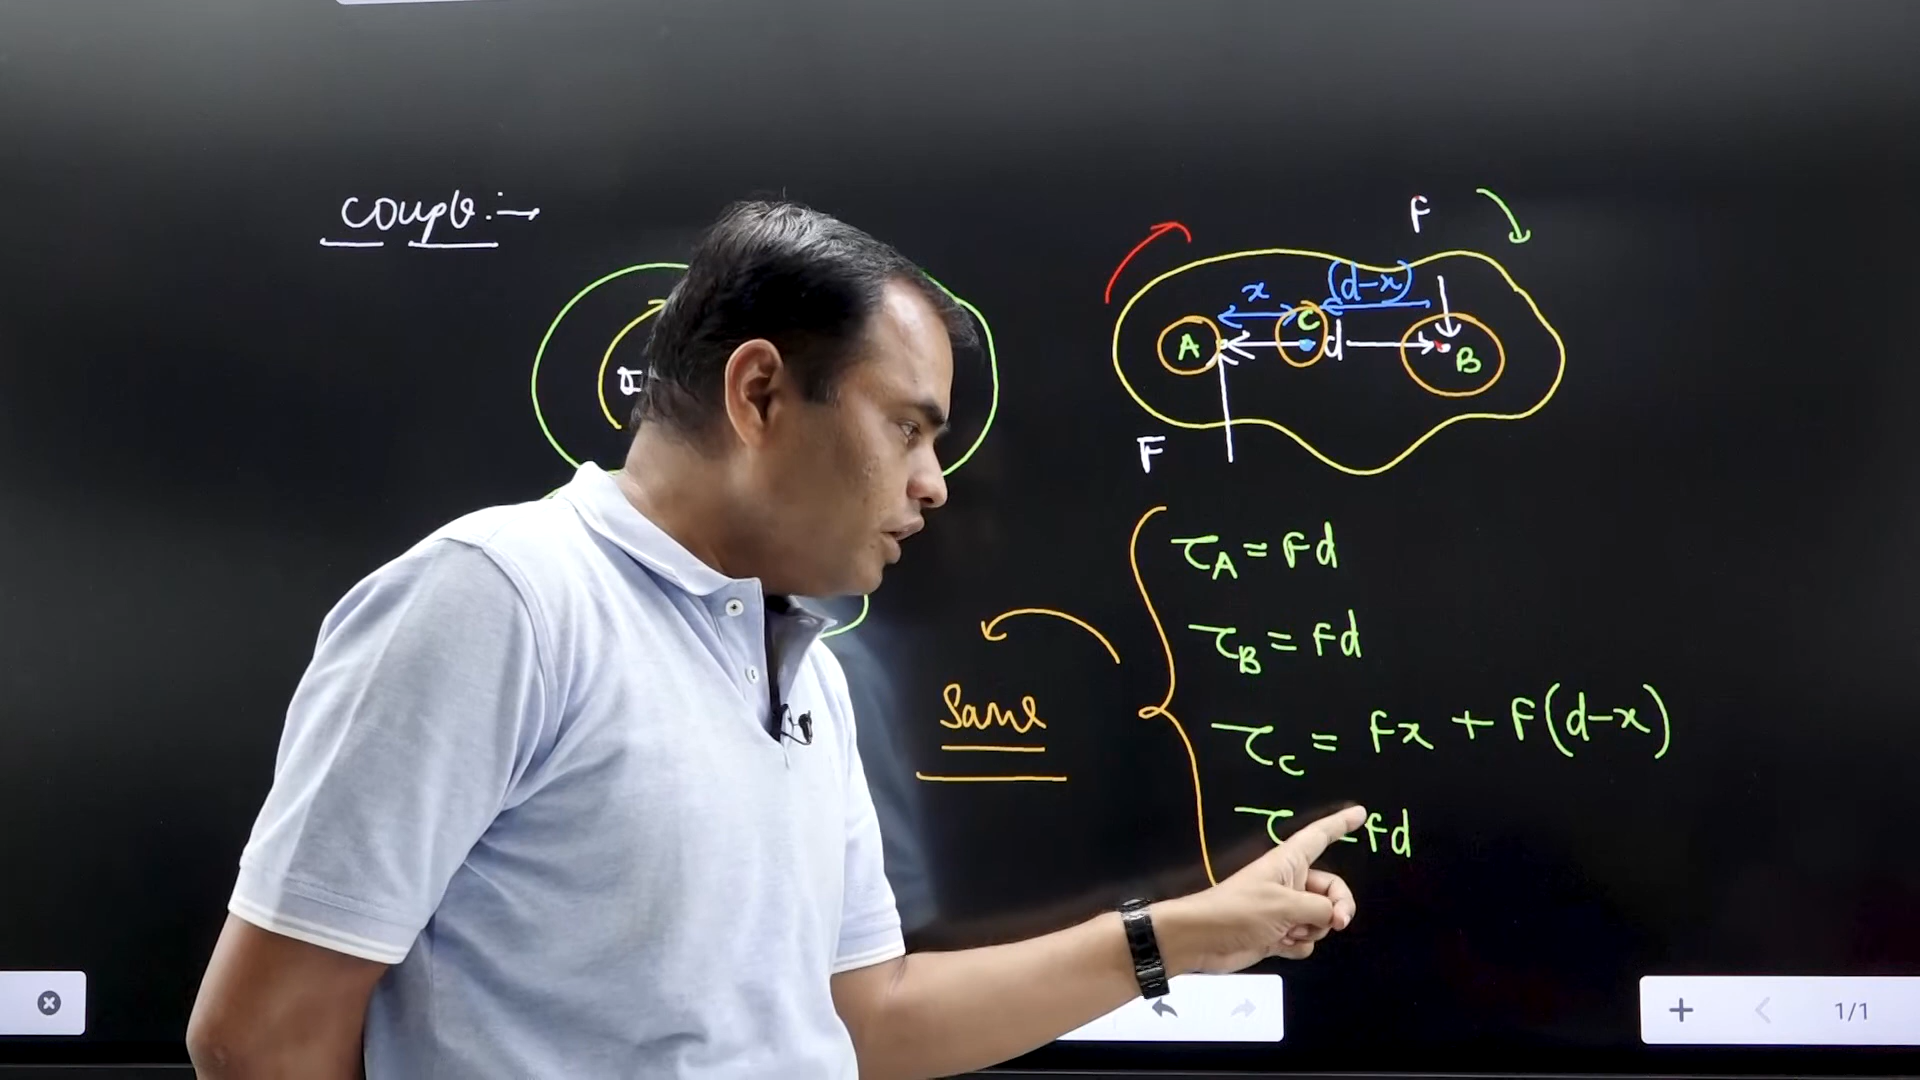 Couple :→
F
x (d-x)
A C d B
F
τA = Fd
τB = Fd
Same
τC = Fx + F(d-x)
τ = Fd
1/1